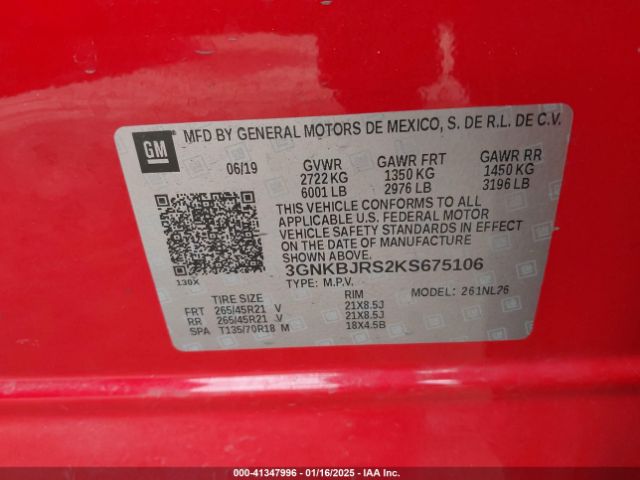 GM
MFD BY GENERAL MOTORS DE MEXICO, S. DE R.L. DE C.V.
06/19 GVWR GAWR FRT GAWR RR
2722 KG 1350 KG 1450 KG
6001 LB 2976 LB 3196 LB
THIS VEHICLE CONFORMS TO ALL
APPLICABLE U.S. FEDERAL MOTOR
VEHICLE SAFETY STANDARDS IN EFFECT ON
THE DATE OF MANUFACTURE
SHOWN ABOVE.
130X
3GNKBJRS2KS675106
TYPE: M.P.V. MODEL: 261NL26
TIRE SIZE RIM
FRT 265/45R21 V 21X8.5J
RR 265/45R21 V 21X8.5J
SPA T135/70R18 M 18X4.5B
000-41347996 - 01/16/2025 - IAA Inc.